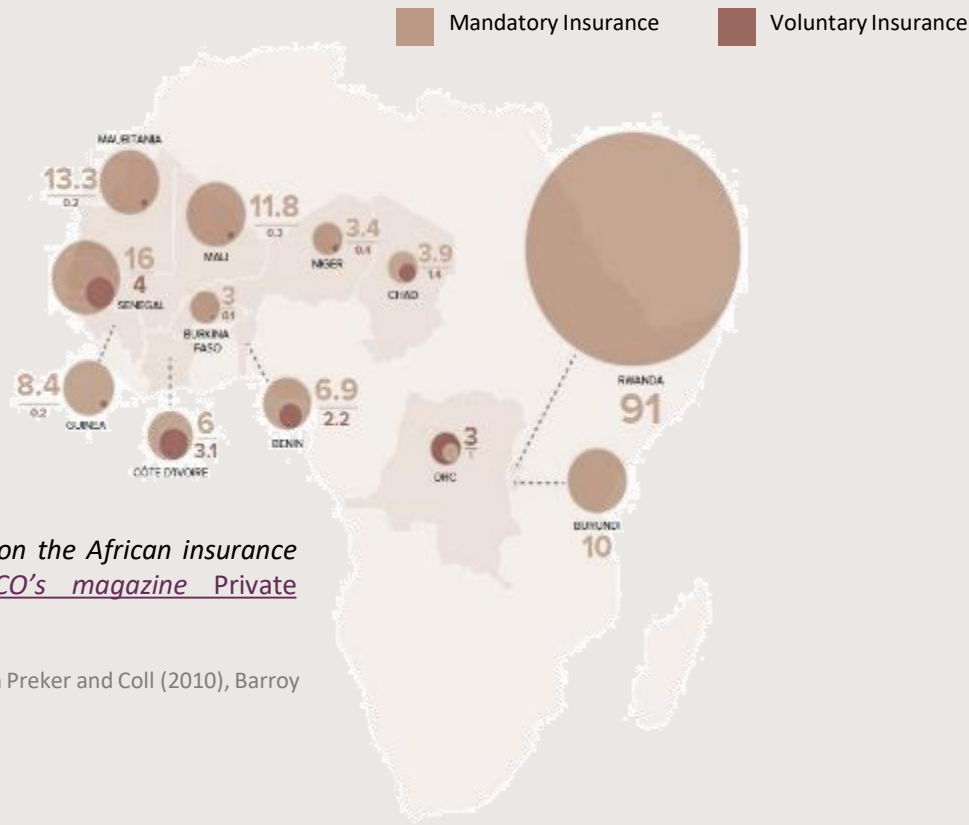 Mandatory Insurance
Voluntary Insurance
MAURITANIA
13.3
0.2
11.8
0.3
MALI
3.4
0.4
NIGER
3.9
1.4
CHAD
16
4
SENEGAL
3
0.1
BURKINA
FASO
8.4
0.2
GUINEA
6
3.1
CÔTE D'IVOIRE
6.9
2.2
BENIN
3
1
DRC
RWANDA
91
BURUNDI
10
on the African insurance
CO's magazine Private
Preker and Coll (2010), Barroy